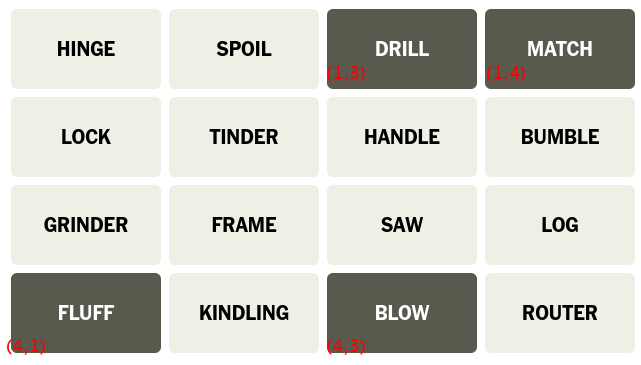 HINGE SPOIL DRILL MATCH
(1,3) (1,4)
LOCK TINDER HANDLE BUMBLE
GRINDER FRAME SAW LOG
FLUFF KINDLING BLOW ROUTER
(4,1) (4,3)